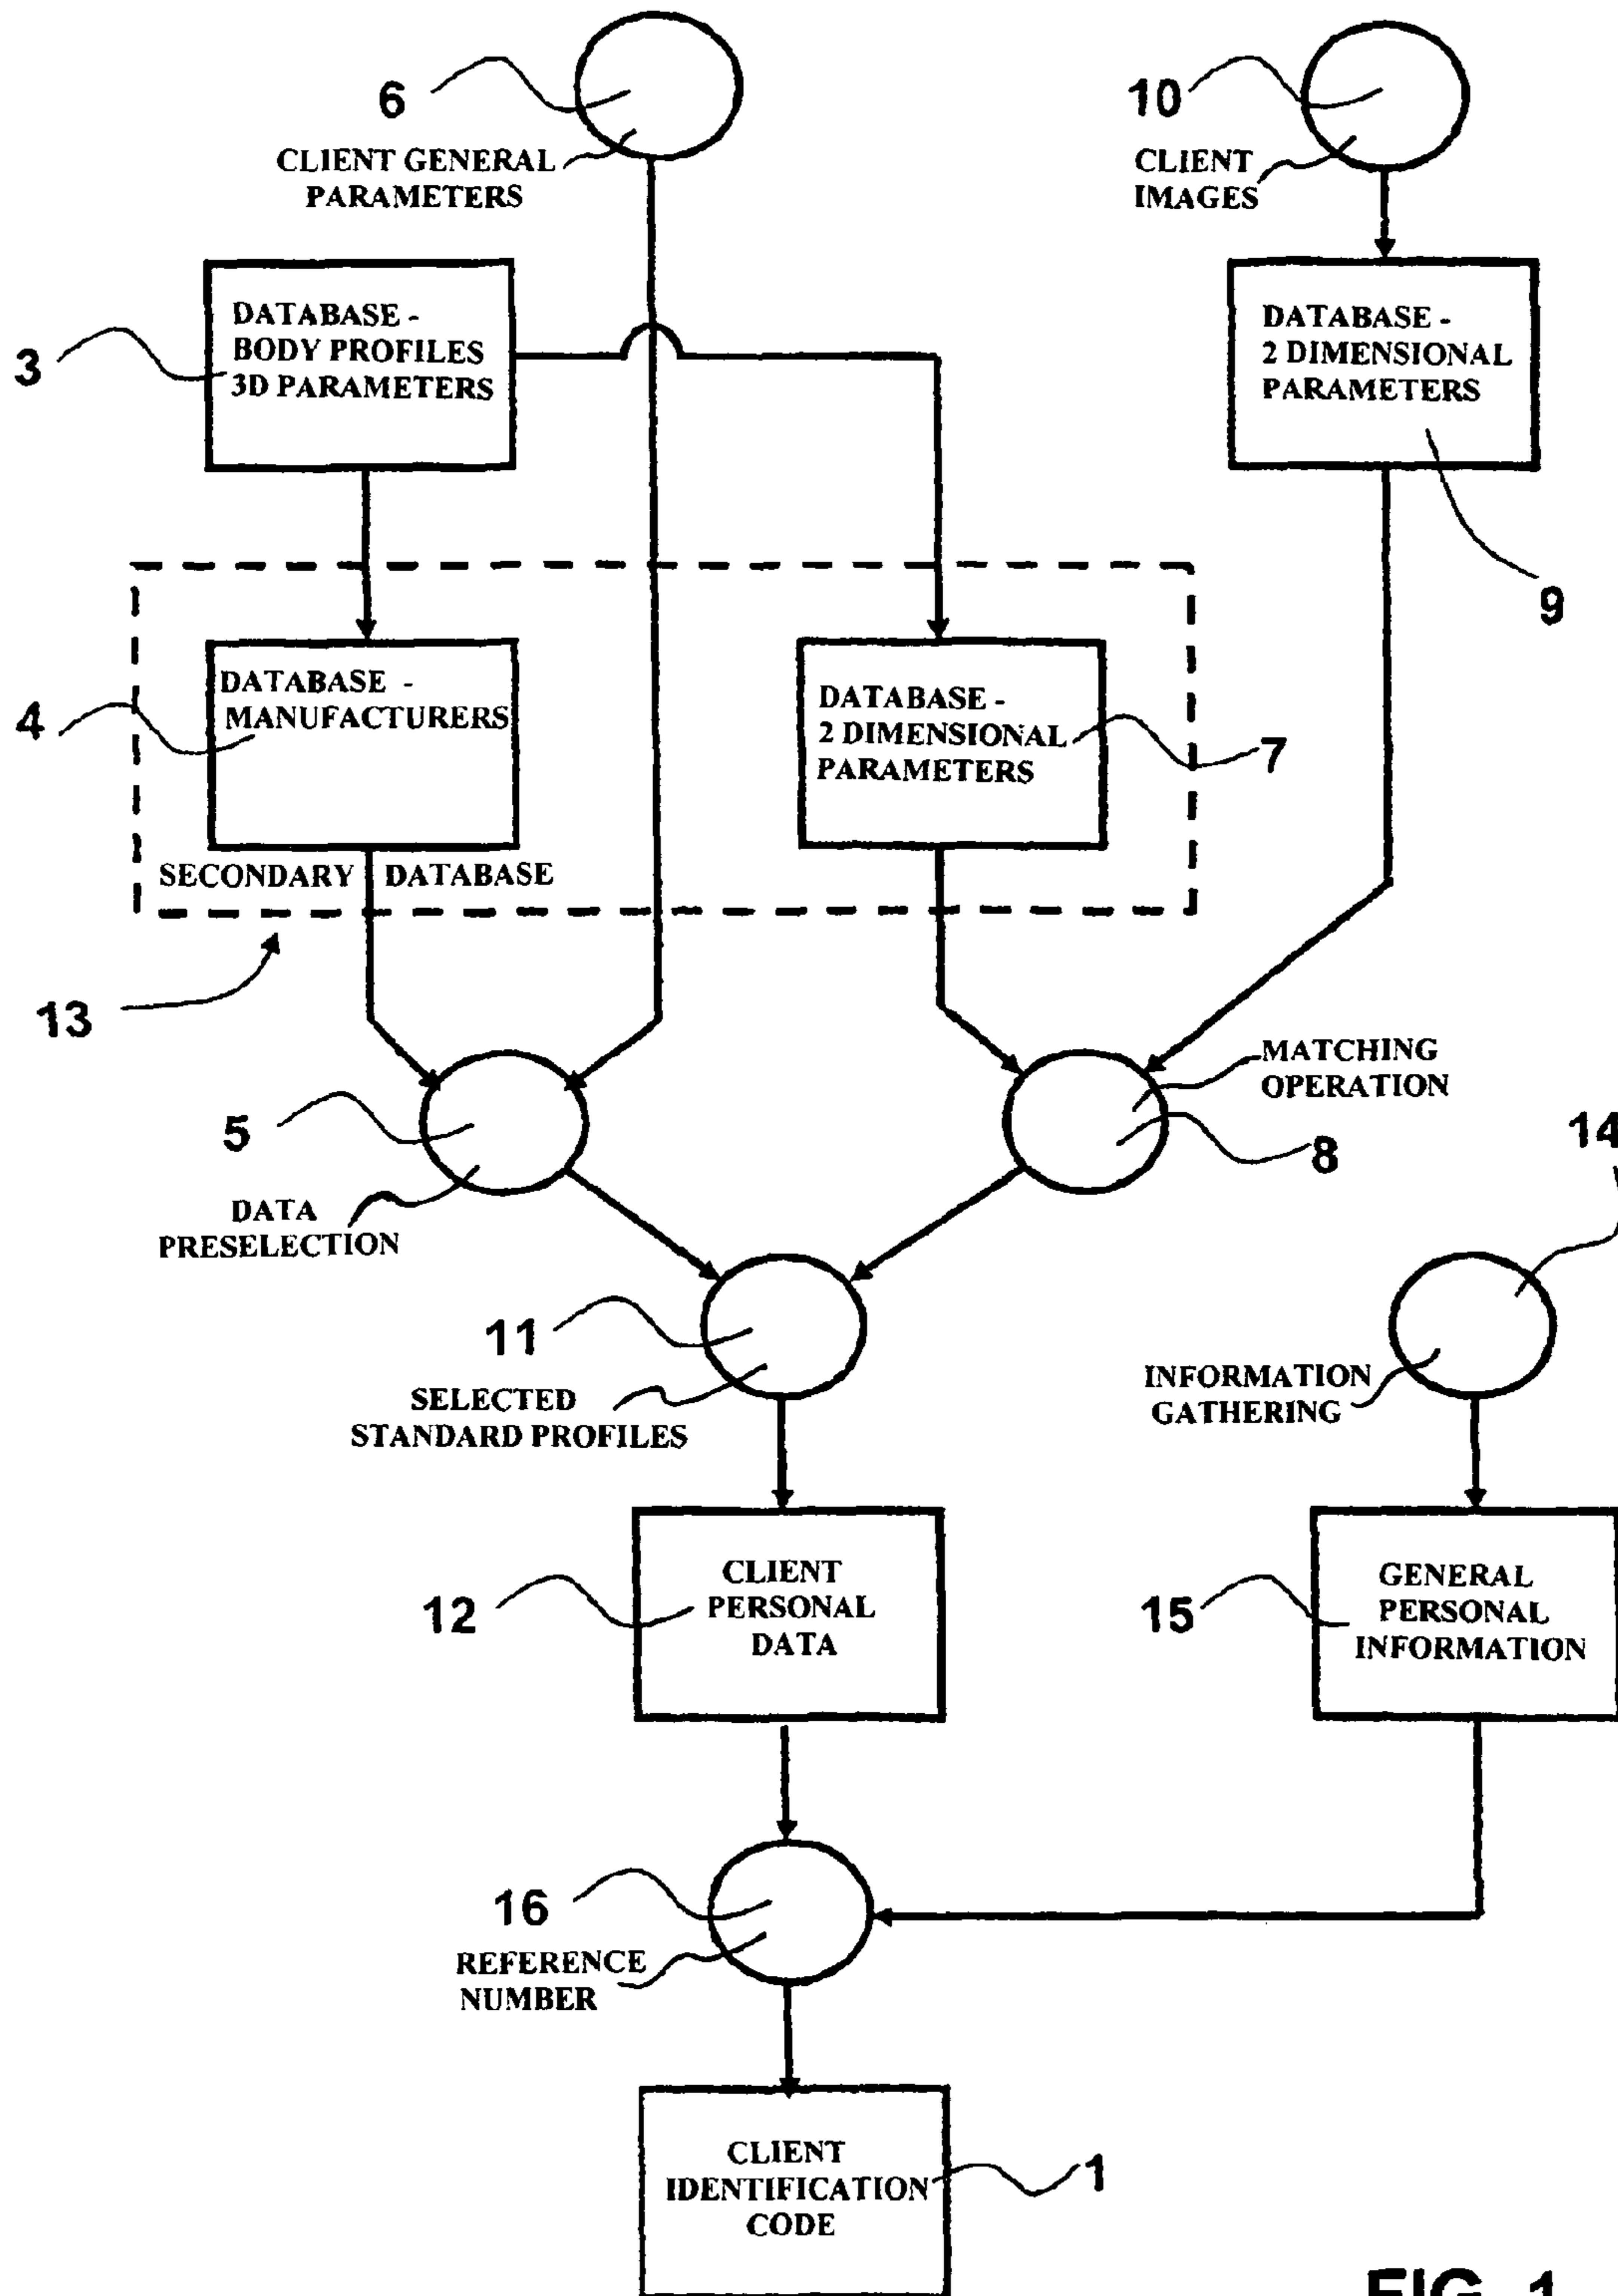 6
CLIENT GENERAL
PARAMETERS
10
CLIENT
IMAGES
3
DATABASE -
BODY PROFILES
3D PARAMETERS
DATABASE -
2 DIMENSIONAL
PARAMETERS
9
4
DATABASE -
MANUFACTURERS
DATABASE -
2 DIMENSIONAL
PARAMETERS
7
SECONDARY DATABASE
13
5
DATA
PRESELECTION
MATCHING
OPERATION
8
14
11
SELECTED
STANDARD PROFILES
INFORMATION
GATHERING
12
CLIENT
PERSONAL
DATA
15
GENERAL
PERSONAL
INFORMATION
16
REFERENCE
NUMBER
CLIENT
IDENTIFICATION
CODE
1
FIG. 1